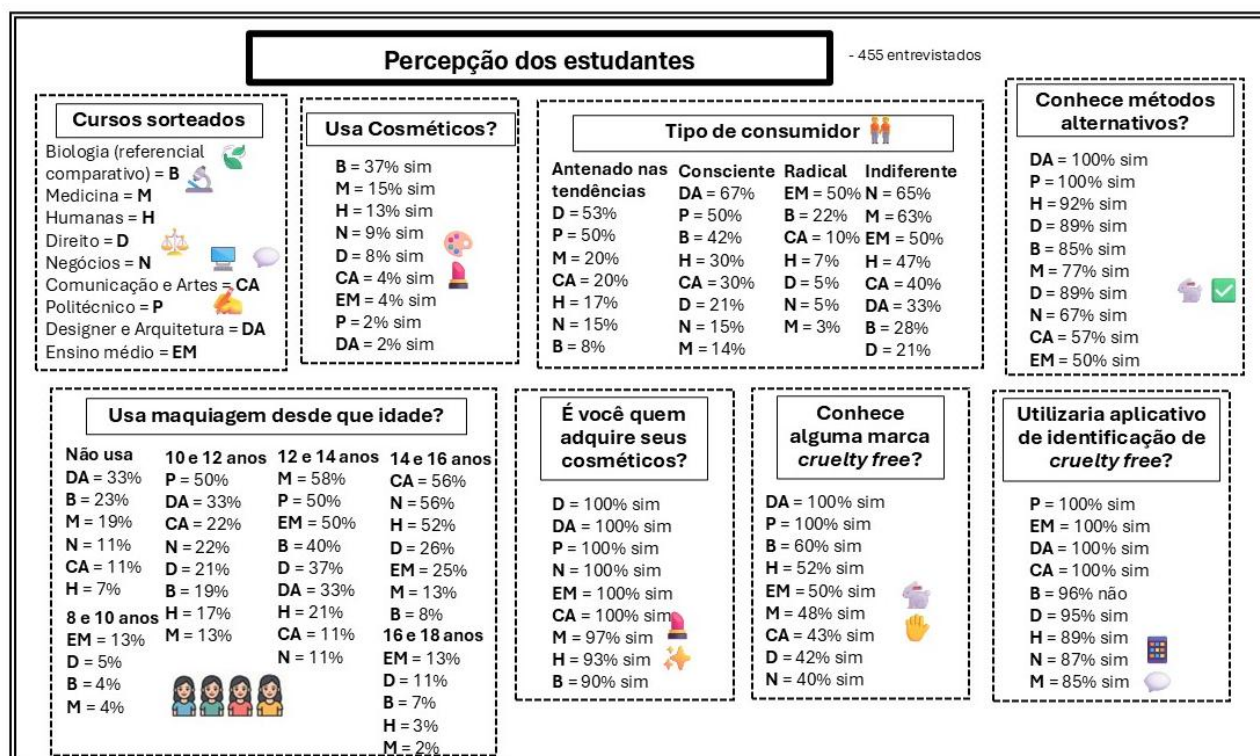 Percepção dos estudantes
- 455 entrevistados
Cursos sorteados
Biologia (referencial
comparativo) = B
Medicina = M
Humanas = H
Direito = D
Negócios = N
Comunicação e Artes = CA
Politécnico = P
Designer e Arquitetura = DA
Ensino médio = EM
Usa Cosméticos?
B = 37% sim
M = 15% sim
H = 13% sim
N = 9% sim
D = 8% sim
CA = 4% sim
EM = 4% sim
P = 2% sim
DA = 2% sim
Tipo de consumidor
Antenado nas
tendências
D = 53%
P = 50%
M = 20%
CA = 20%
H = 17%
N = 15%
B = 8%
Consciente
DA = 67%
P = 50%
B = 42%
H = 30%
CA = 30%
D = 21%
N = 15%
M = 14%
Radical
EM = 50%
B = 22%
CA = 10%
H = 7%
D = 5%
N = 5%
M = 3%
Indiferente
N = 65%
M = 63%
EM = 50%
H = 47%
CA = 40%
DA = 33%
B = 28%
D = 21%
Conhece métodos
alternativos?
DA = 100% sim
P = 100% sim
H = 92% sim
D = 89% sim
B = 85% sim
M = 77% sim
D = 89% sim
N = 67% sim
CA = 57% sim
EM = 50% sim
Usa maquiagem desde que idade?
Não usa
DA = 33%
B = 23%
M = 19%
N = 11%
CA = 11%
H = 7%
8 e 10 anos
EM = 13%
D = 5%
B = 4%
M = 4%
10 e 12 anos
P = 50%
DA = 33%
CA = 22%
N = 22%
D = 21%
B = 19%
H = 17%
M = 13%
12 e 14 anos
M = 58%
P = 50%
EM = 50%
B = 40%
D = 37%
DA = 33%
H = 21%
CA = 11%
N = 11%
14 e 16 anos
CA = 56%
N = 56%
H = 52%
D = 26%
EM = 25%
M = 13%
B = 8%
16 e 18 anos
EM = 13%
D = 11%
B = 7%
H = 3%
M = 2%
É você quem
adquire seus
cosméticos?
D = 100% sim
DA = 100% sim
P = 100% sim
N = 100% sim
EM = 100% sim
CA = 100% sim
M = 97% sim
H = 93% sim
B = 90% sim
Conhece
alguma marca
cruelty free?
DA = 100% sim
P = 100% sim
B = 60% sim
H = 52% sim
EM = 50% sim
M = 48% sim
CA = 43% sim
D = 42% sim
N = 40% sim
Utilizaria aplicativo
de identificação de
cruelty free?
P = 100% sim
EM = 100% sim
DA = 100% sim
CA = 100% sim
B = 96% não
D = 95% sim
H = 89% sim
N = 87% sim
M = 85% sim